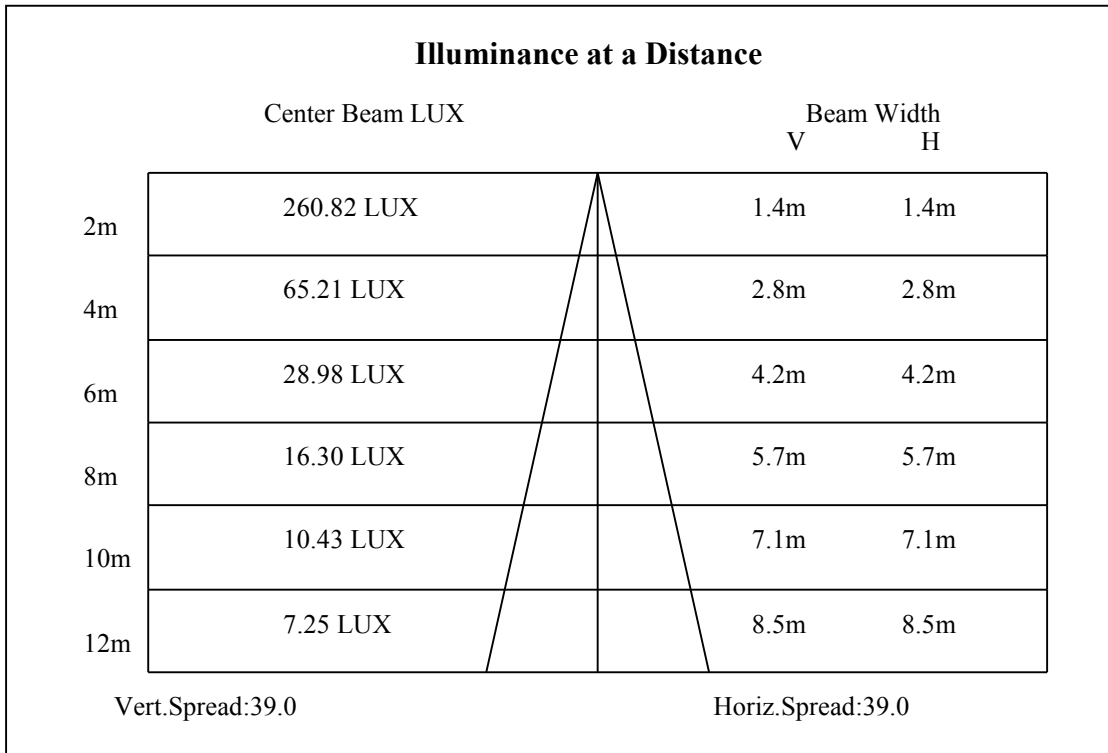 Illuminance at a Distance
Center Beam LUX Beam Width
V H
2m 260.82 LUX 1.4m 1.4m
4m 65.21 LUX 2.8m 2.8m
6m 28.98 LUX 4.2m 4.2m
8m 16.30 LUX 5.7m 5.7m
10m 10.43 LUX 7.1m 7.1m
12m 7.25 LUX 8.5m 8.5m
Vert.Spread:39.0 Horiz.Spread:39.0